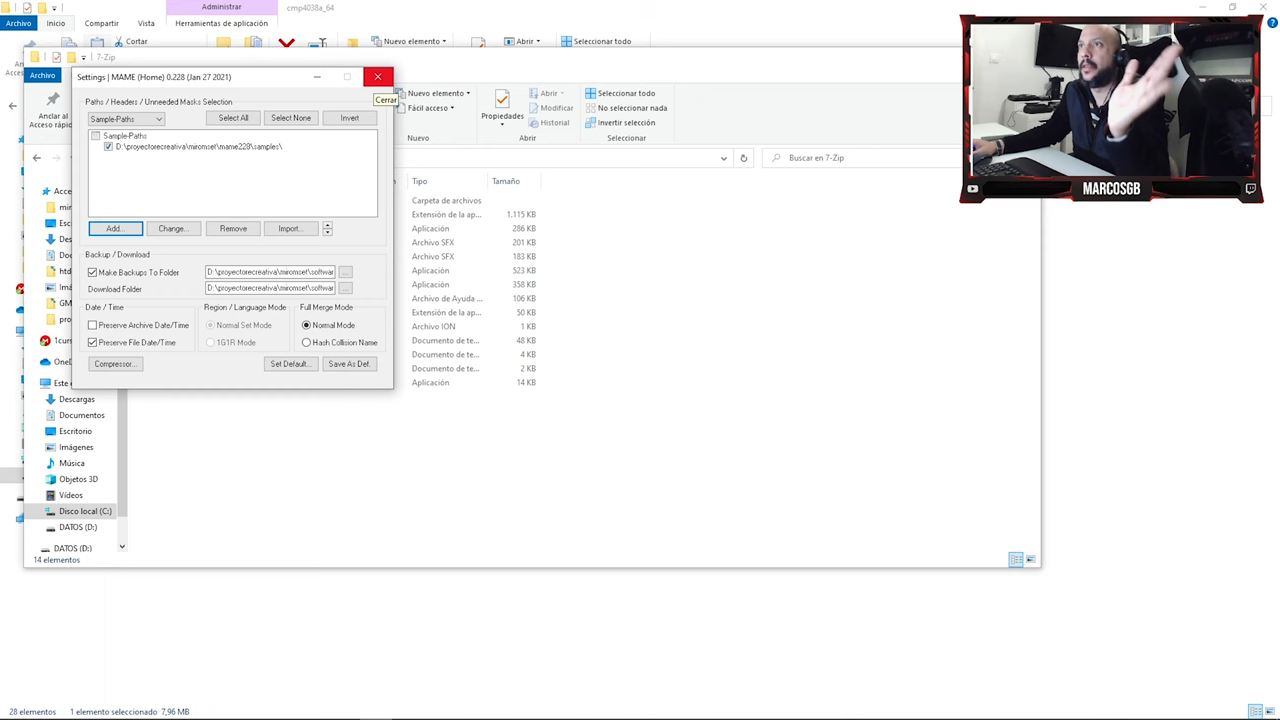 Administrar
cmp4038a_64
Archivo
Inicio
Compartir
Vista
Herramientas de aplicación
Cortar
Nuevo elemento
Abrir
Seleccionar todo
7-Zip
Archivo
Settings | MAME (Home) 0.228 (Jan 27 2021)
Cerrar
Anclar al
Acceso rápido
Nuevo elemento
Fácil acceso
Nuevo
Propiedades
Abrir
Modificar
Historial
Abrir
Seleccionar todo
No seleccionar nada
Invertir selección
Seleccionar
Paths / Headers / Unneeded Masks Selection
Sample-Paths
Select All
Select None
Invert
Sample-Paths
D:\proyectorecreativa\miromset\mame228\samples\
Add...
Change...
Remove
Import...
Backup / Download
Make Backups To Folder
D:\proyectorecreativa\miromset\softwar
...
Download Folder
D:\proyectorecreativa\miromset\softwar
...
Date / Time
Region / Language Mode
Full Merge Mode
Preserve Archive Date/Time
Normal Set Mode
Normal Mode
Preserve File Date/Time
1G1R Mode
Hash Collision Name
Compressor...
Set Default...
Save As Def.
Buscar en 7-Zip
Tipo
Tamaño
Carpeta de archivos
Extensión de la ap...
1.115 KB
Aplicación
286 KB
Archivo SFX
201 KB
Archivo SFX
183 KB
Aplicación
523 KB
Aplicación
358 KB
Archivo de Ayuda ...
106 KB
Extensión de la ap...
50 KB
Archivo ION
1 KB
Documento de te...
48 KB
Documento de te...
4 KB
Documento de te...
2 KB
Aplicación
14 KB
Este e
Descargas
Documentos
Escritorio
Imágenes
Música
Objetos 3D
Vídeos
Disco local (C:)
DATOS (D:)
DATOS (D:)
14 elementos
MARCOSGB
28 elementos
1 elemento seleccionado 7,96 MB